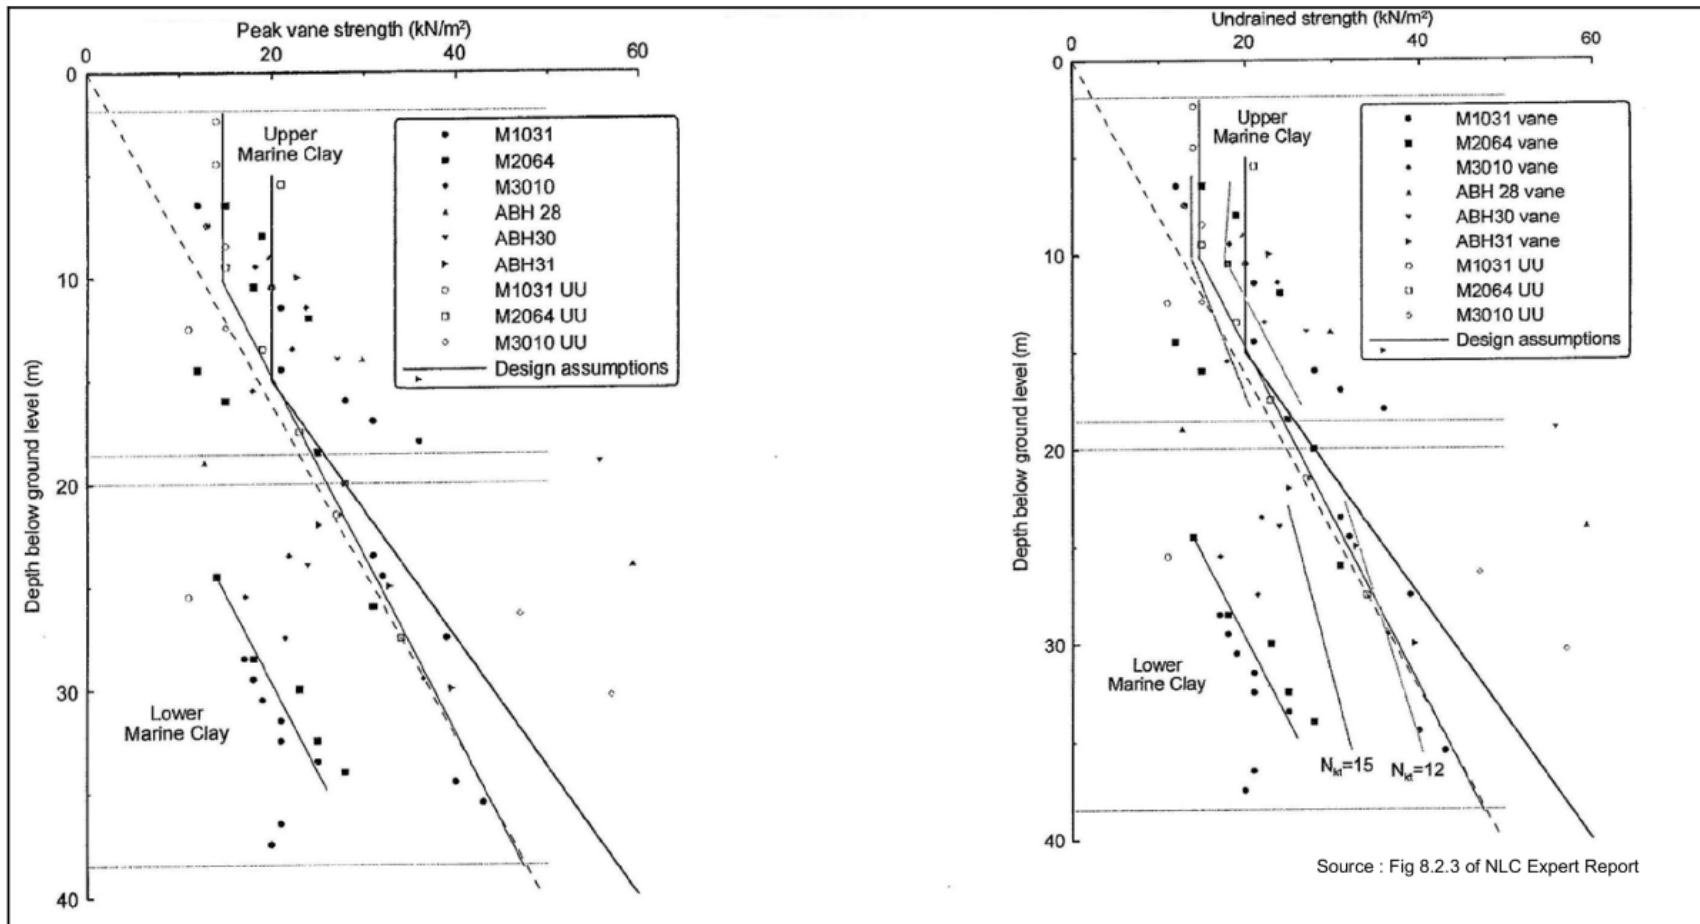 Peak vane strength (kN/m²)
0
20
40
60
0
10
20
30
40
Depth below ground level (m)
Upper
Marine Clay
Lower
Marine Clay
M1031
M2064
M3010
ABH 28
ABH30
ABH31
M1031 UU
M2064 UU
M3010 UU
Design assumptions
Undrained strength (kN/m²)
0
20
40
60
0
10
20
30
40
Depth below ground level (m)
Upper
Marine Clay
Lower
Marine Clay
M1031 vane
M2064 vane
M3010 vane
ABH 28 vane
ABH30 vane
ABH31 vane
M1031 UU
M2064 UU
M3010 UU
Design assumptions
Nkt=15
Nkt=12
Source : Fig 8.2.3 of NLC Expert Report